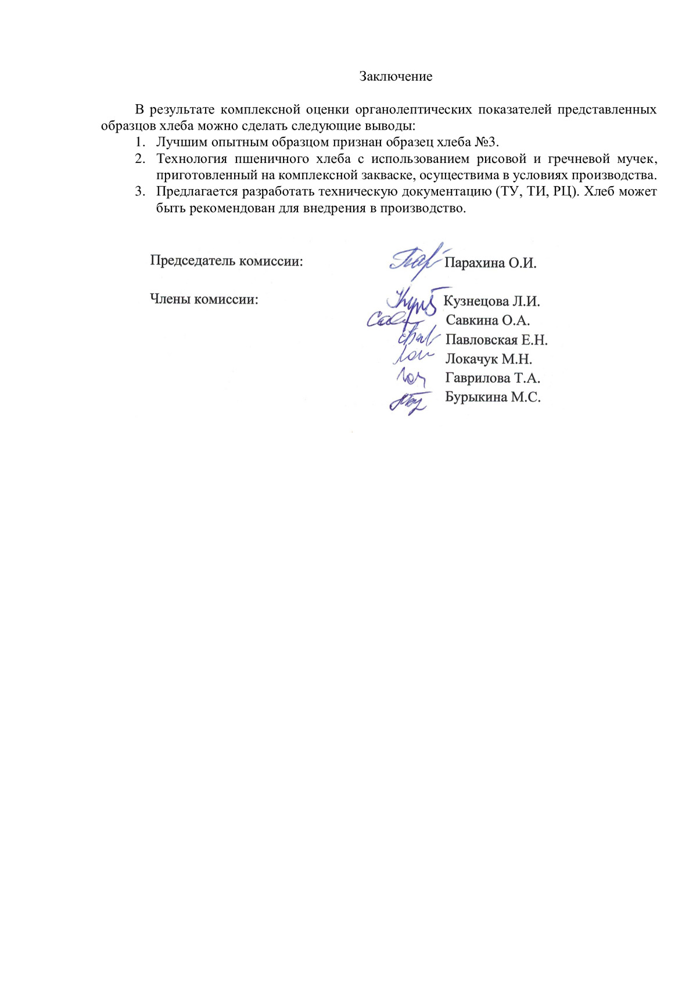 Заключение
В результате комплексной оценки органолептических показателей представленных
образцов хлеба можно сделать следующие выводы:
1. Лучшим опытным образцом признан образец хлеба №3.
2. Технология пшеничного хлеба с использованием рисовой и гречневой мучек,
приготовленный на комплексной закваске, осуществима в условиях производства.
3. Предлагается разработать техническую документацию (ТУ, ТИ, РЦ). Хлеб может
быть рекомендован для внедрения в производство.
Председатель комиссии: Парахина О.И.
Члены комиссии: Кузнецова Л.И.
Савкина О.А.
Павловская Е.Н.
Локачук М.Н.
Гаврилова Т.А.
Бурыкина М.С.